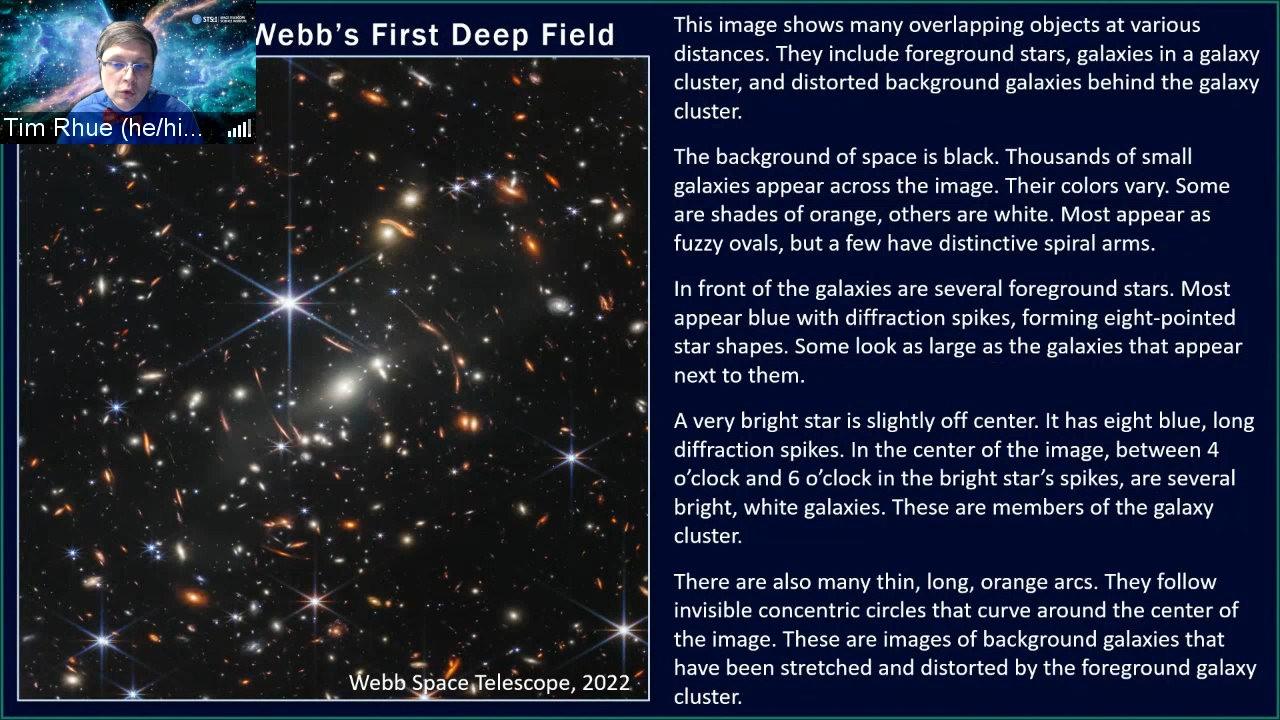 STScI | SPACE TELESCOPE
SCIENCE INSTITUTE
Webb's First Deep Field
Tim Rhue (he/hi...
Webb Space Telescope, 2022
This image shows many overlapping objects at various
distances. They include foreground stars, galaxies in a galaxy
cluster, and distorted background galaxies behind the galaxy
cluster.
The background of space is black. Thousands of small
galaxies appear across the image. Their colors vary. Some
are shades of orange, others are white. Most appear as
fuzzy ovals, but a few have distinctive spiral arms.
In front of the galaxies are several foreground stars. Most
appear blue with diffraction spikes, forming eight-pointed
star shapes. Some look as large as the galaxies that appear
next to them.
A very bright star is slightly off center. It has eight blue, long
diffraction spikes. In the center of the image, between 4
o'clock and 6 o'clock in the bright star's spikes, are several
bright, white galaxies. These are members of the galaxy
cluster.
There are also many thin, long, orange arcs. They follow
invisible concentric circles that curve around the center of
the image. These are images of background galaxies that
have been stretched and distorted by the foreground galaxy
cluster.